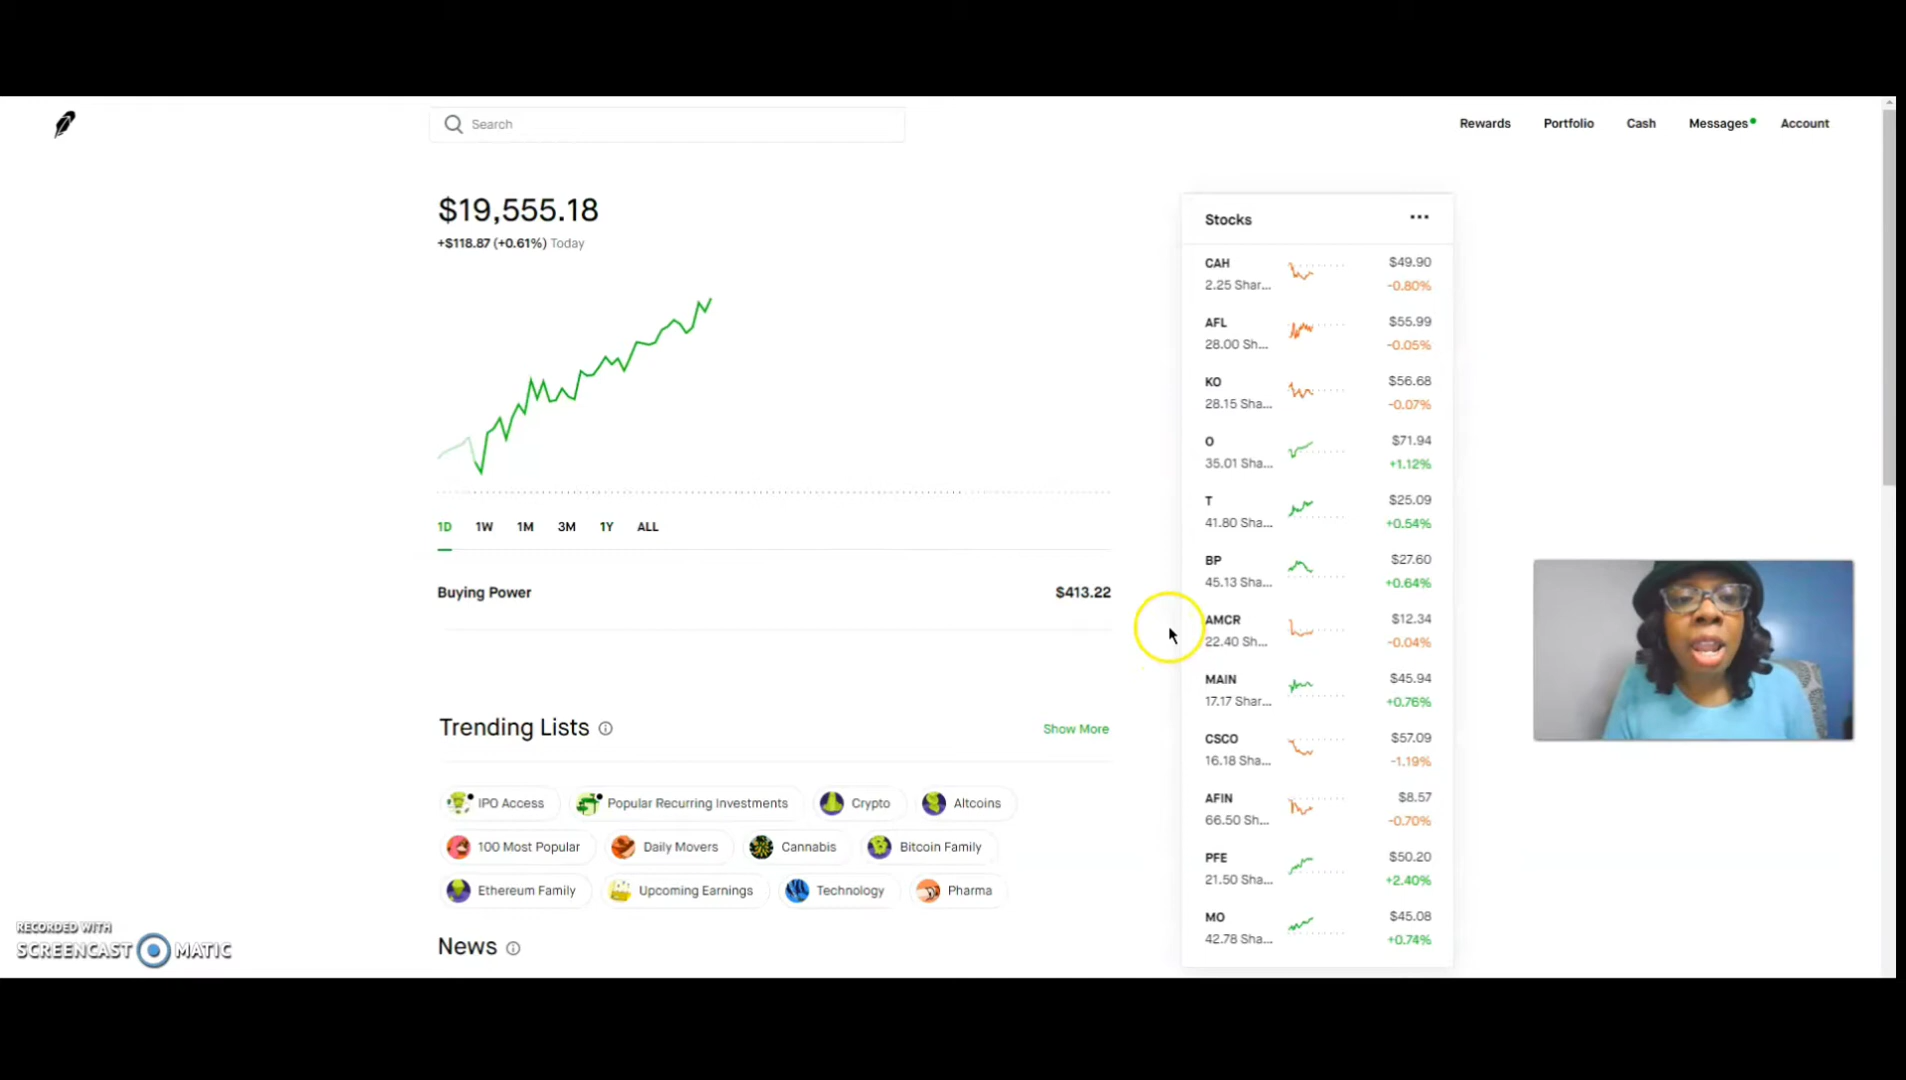 Search
Rewards Portfolio Cash Messages Account
$19,555.18
+$118.87 (+0.61%) Today
1D 1W 1M 3M 1Y ALL
Buying Power $413.22
Trending Lists Show More
IPO Access Popular Recurring Investments Crypto Altcoins
100 Most Popular Daily Movers Cannabis Bitcoin Family
Ethereum Family Upcoming Earnings Technology Pharma
News
Stocks
CAH $49.90
2.25 Shar... -0.80%
AFL $55.99
28.00 Sh... -0.05%
KO $56.68
28.15 Sha... -0.07%
O $71.94
35.01 Sha... +1.12%
T $25.09
41.80 Sha... +0.54%
BP $27.60
45.13 Sha... +0.64%
AMCR $12.34
22.40 Sh... -0.04%
MAIN $45.94
17.17 Shar... +0.76%
CSCO $57.09
16.18 Sha... -1.19%
AFIN $8.57
66.50 Sh... -0.70%
PFE $50.20
21.50 Sha... +2.40%
MO $45.08
42.78 Sha... +0.74%
RECORDED WITH
SCREENCAST MATIC